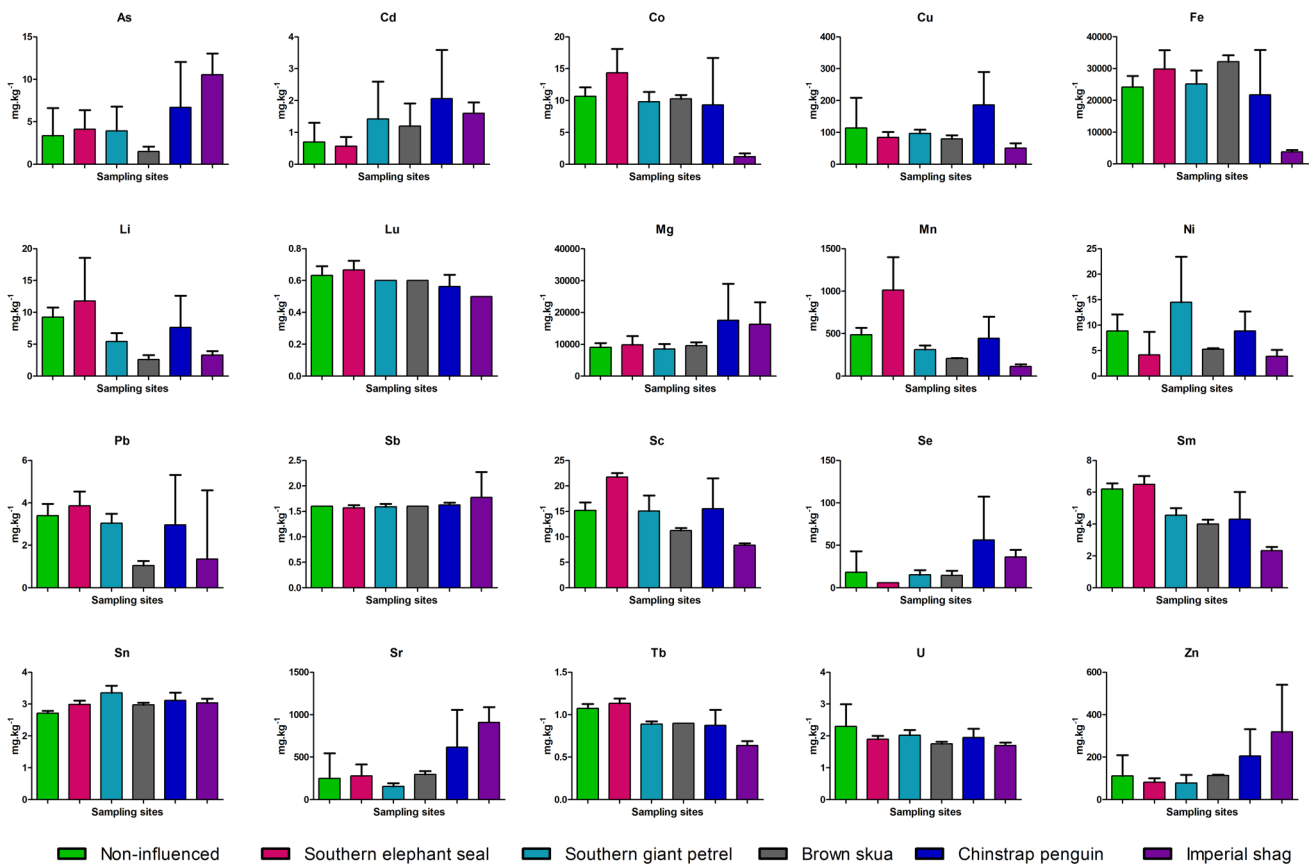 As
mg.kg⁻¹
15
10
5
0
Sampling sites
Cd
mg.kg⁻¹
4
3
2
1
0
Sampling sites
Co
mg.kg⁻¹
20
15
10
5
0
Sampling sites
Cu
mg.kg⁻¹
400
300
200
100
0
Sampling sites
Fe
mg.kg⁻¹
40000
30000
20000
10000
0
Sampling sites
Li
mg.kg⁻¹
20
15
10
5
0
Sampling sites
Lu
mg.kg⁻¹
0.8
0.6
0.4
0.2
0.0
Sampling sites
Mg
mg.kg⁻¹
40000
30000
20000
10000
0
Sampling sites
Mn
mg.kg⁻¹
1500
1000
500
0
Sampling sites
Ni
mg.kg⁻¹
25
20
15
10
5
0
Sampling sites
Pb
mg.kg⁻¹
6
4
2
0
Sampling sites
Sb
mg.kg⁻¹
2.5
2.0
1.5
1.0
0.5
0.0
Sampling sites
Sc
mg.kg⁻¹
25
20
15
10
5
0
Sampling sites
Se
mg.kg⁻¹
150
100
50
0
Sampling sites
Sm
mg.kg⁻¹
8
6
4
2
0
Sampling sites
Sn
mg.kg⁻¹
4
3
2
1
0
Sampling sites
Sr
mg.kg⁻¹
1500
1000
500
0
Sampling sites
Tb
mg.kg⁻¹
1.5
1.0
0.5
0.0
Sampling sites
U
mg.kg⁻¹
4
3
2
1
0
Sampling sites
Zn
mg.kg⁻¹
600
400
200
0
Sampling sites
Non-influenced Southern elephant seal Southern giant petrel Brown skua Chinstrap penguin Imperial shag